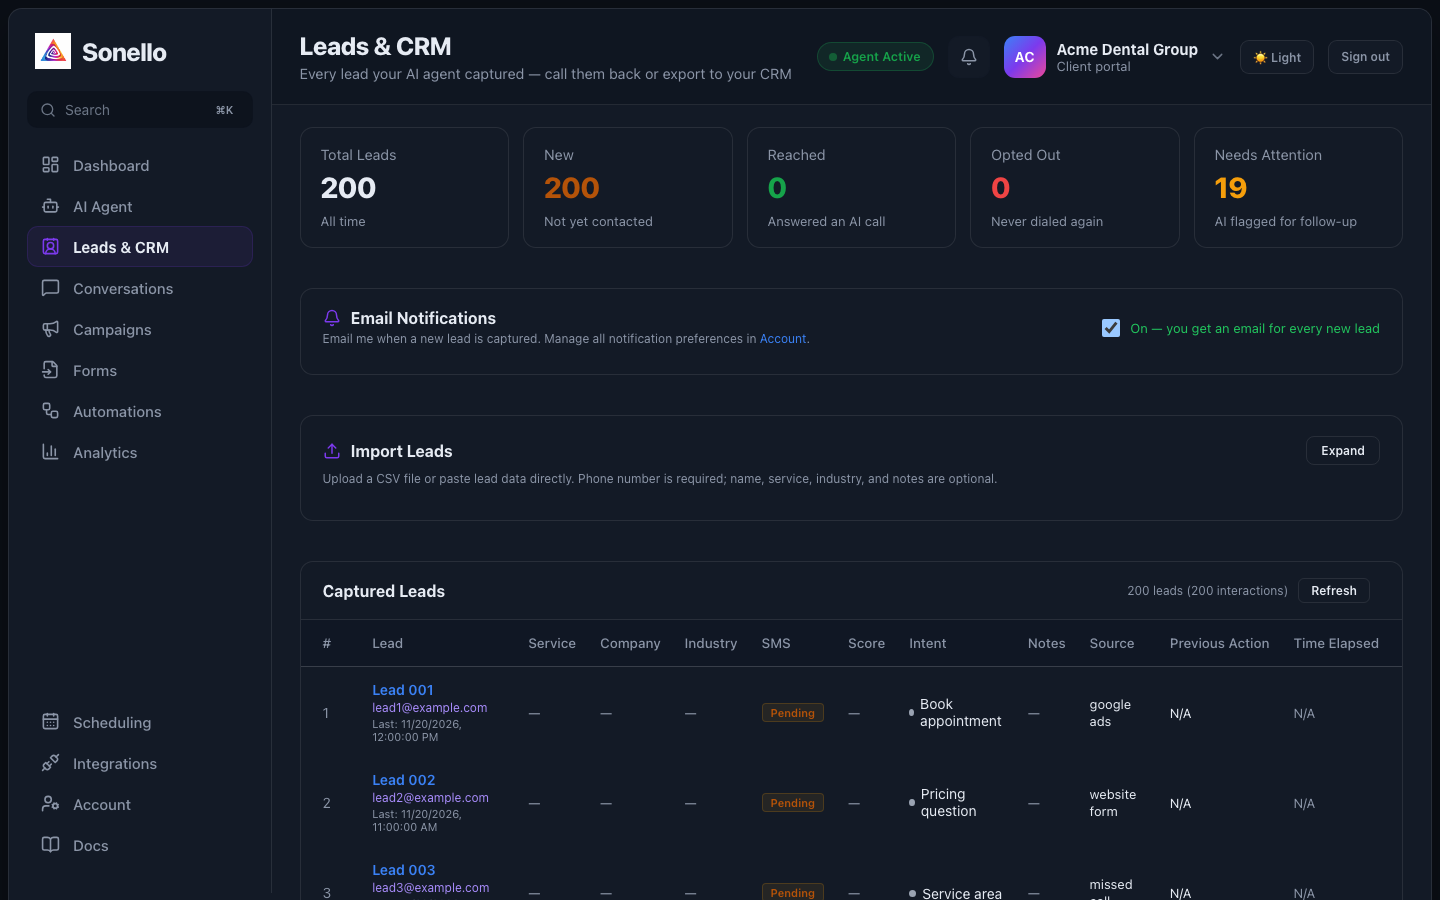 Sonello
Search ⌘K
Dashboard
AI Agent
Leads & CRM
Conversations
Campaigns
Forms
Automations
Analytics
Scheduling
Integrations
Account
Docs
Leads & CRM
Every lead your AI agent captured — call them back or export to your CRM
Agent Active
AC
Acme Dental Group
Client portal
Light
Sign out
Total Leads
200
All time
New
200
Not yet contacted
Reached
0
Answered an AI call
Opted Out
0
Never dialed again
Needs Attention
19
AI flagged for follow-up
Email Notifications
Email me when a new lead is captured. Manage all notification preferences in Account.
On — you get an email for every new lead
Import Leads
Upload a CSV file or paste lead data directly. Phone number is required; name, service, industry, and notes are optional.
Expand
Captured Leads
200 leads (200 interactions)
Refresh
# Lead Service Company Industry SMS Score Intent Notes Source Previous Action Time Elapsed
1
Lead 001
lead1@example.com
Last: 11/20/2026,
12:00:00 PM
— — — Pending —
Book
appointment
—
google
ads
N/A N/A
2
Lead 002
lead2@example.com
Last: 11/20/2026,
11:00:00 AM
— — — Pending —
Pricing
question
—
website
form
N/A N/A
3
Lead 003
lead3@example.com
— — — Pending —
Service area
—
missed
N/A N/A